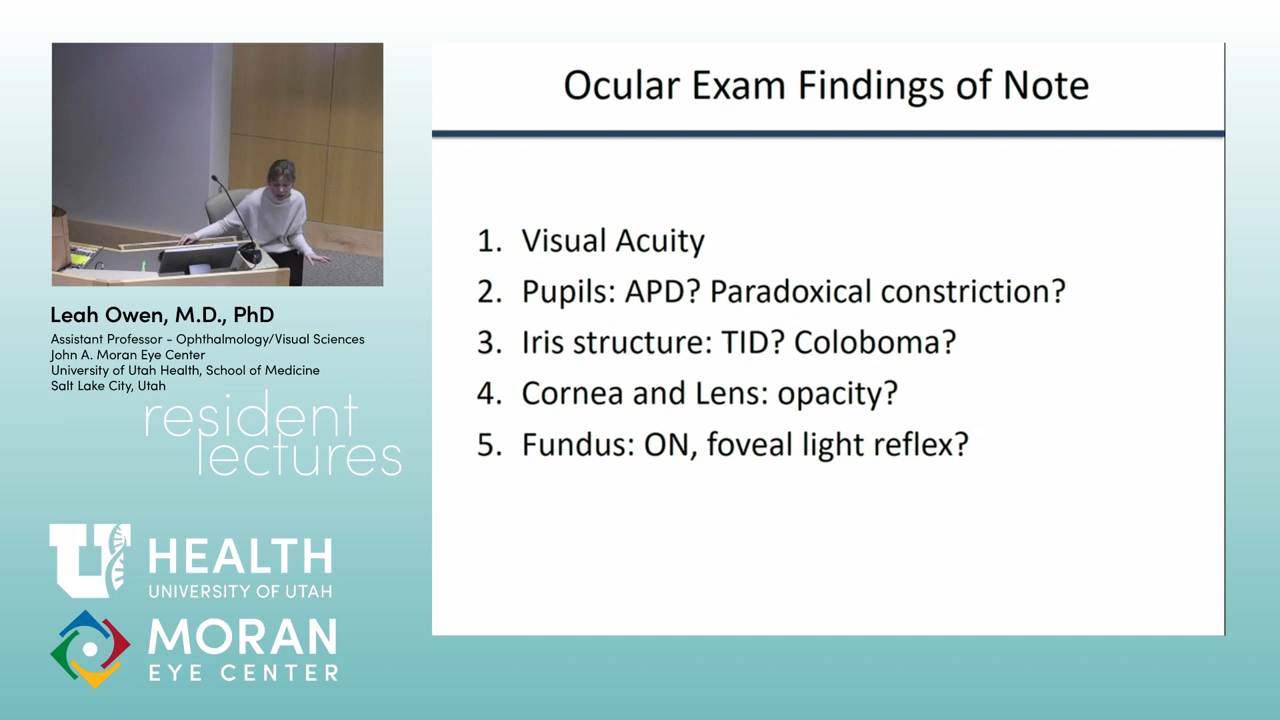 Ocular Exam Findings of Note
1. Visual Acuity
2. Pupils: APD? Paradoxical constriction?
3. Iris structure: TID? Coloboma?
4. Cornea and Lens: opacity?
5. Fundus: ON, foveal light reflex?
Leah Owen, M.D., PhD
Assistant Professor - Ophthalmology/Visual Sciences
John A. Moran Eye Center
University of Utah Health, School of Medicine
Salt Lake City, Utah
resident
lectures
U HEALTH
UNIVERSITY OF UTAH
MORAN
EYE CENTER